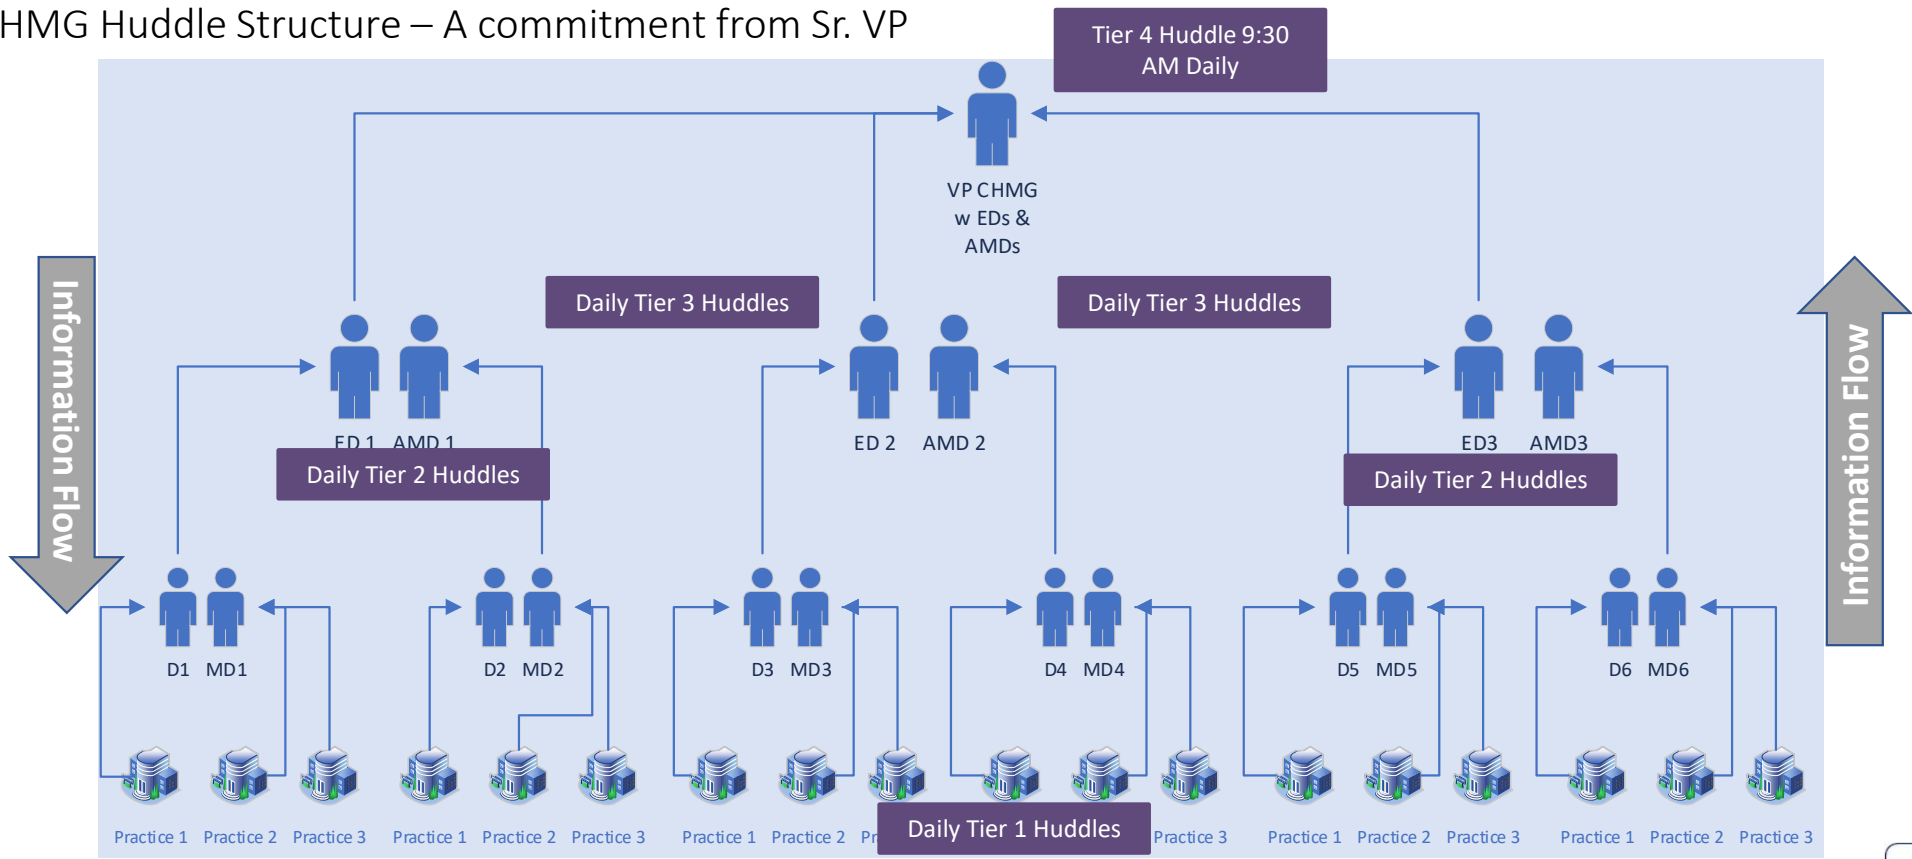 HMG Huddle Structure – A commitment from Sr. VP
Tier 4 Huddle 9:30
AM Daily
VP CHMG
w EDs &
AMDs
Information Flow
Daily Tier 3 Huddles
Daily Tier 3 Huddles
Information Flow
ED 1 AMD 1
ED 2 AMD 2
ED3 AMD3
Daily Tier 2 Huddles
Daily Tier 2 Huddles
D1 MD1
D2 MD2
D3 MD3
D4 MD4
D5 MD5
D6 MD6
Practice 1 Practice 2 Practice 3
Practice 1 Practice 2 Practice 3
Practice 1 Practice 2
Daily Tier 1 Huddles
Practice 3
Practice 1 Practice 2 Practice 3
Practice 1 Practice 2 Practice 3